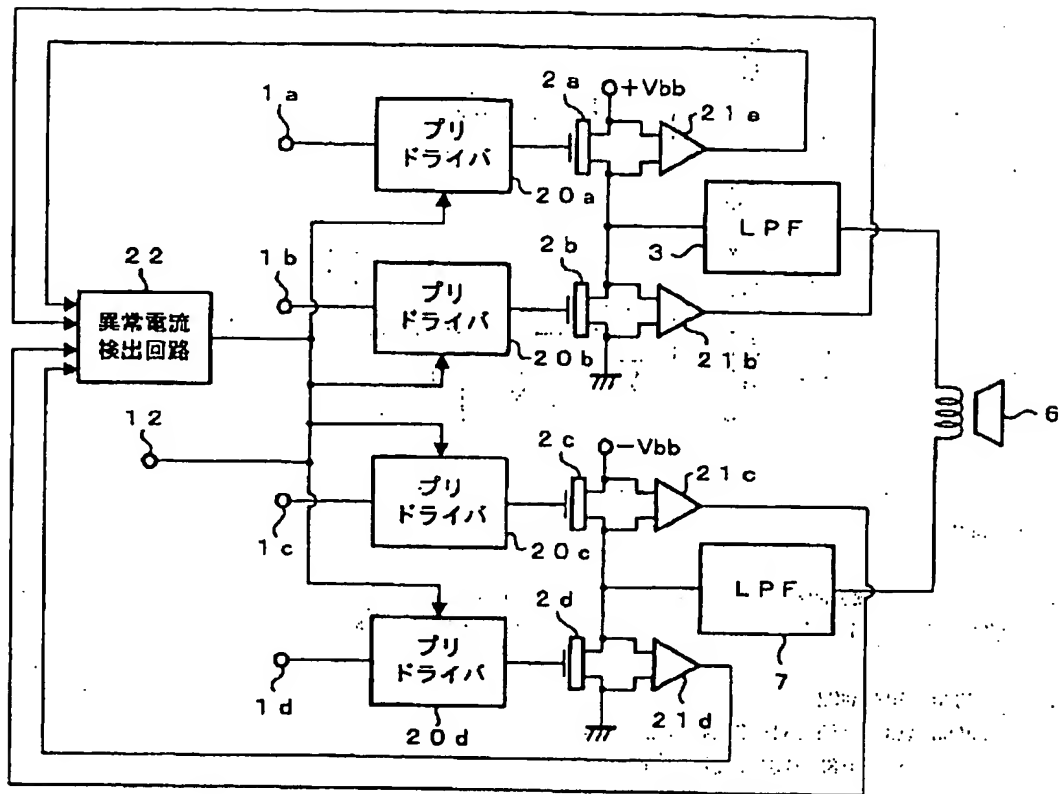 2a
+Vbb
21a
1a
プリ
ドライバ
20a
LPF
3
22
1b
2b
プリ
ドライバ
20b
21b
異常電流
検出回路
6
12
2c
-Vbb
21c
プリ
ドライバ
1c
20c
LPF
7
2d
プリ
ドライバ
1d
20d
21d